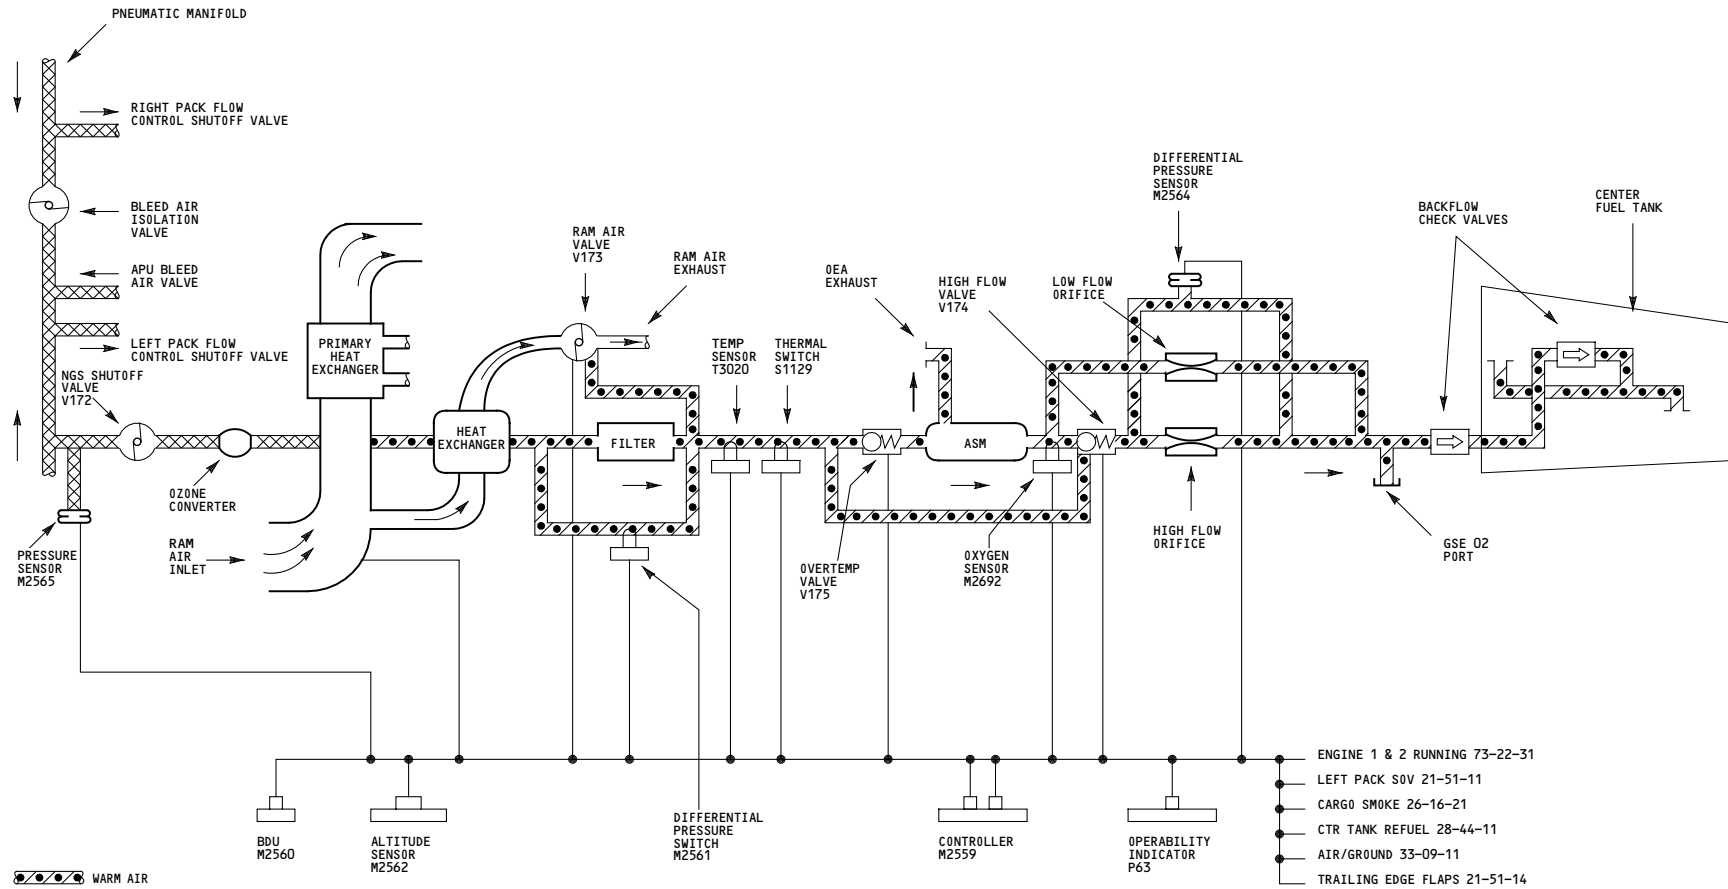 PNEUMATIC MANIFOLD
RIGHT PACK FLOW
CONTROL SHUTOFF VALVE
BLEED AIR
ISOLATION
VALVE
APU BLEED
AIR VALVE
LEFT PACK FLOW
CONTROL SHUTOFF VALVE
NGS SHUTOFF
VALVE
V172
OZONE
CONVERTER
PRESSURE
SENSOR
M2565
RAM
AIR
INLET
PRIMARY
HEAT
EXCHANGER
HEAT
EXCHANGER
RAM AIR
VALVE
V173
RAM AIR
EXHAUST
FILTER
TEMP
SENSOR
T3020
THERMAL
SWITCH
S1129
OEA
EXHAUST
HIGH FLOW
VALVE
V174
LOW FLOW
ORIFICE
DIFFERENTIAL
PRESSURE
SENSOR
M2564
BACKFLOW
CHECK VALVES
CENTER
FUEL TANK
ASM
OVERTEMP
VALVE
V175
OXYGEN
SENSOR
M2692
HIGH FLOW
ORIFICE
GSE O2
PORT
BDU
M2560
ALTITUDE
SENSOR
M2562
DIFFERENTIAL
PRESSURE
SWITCH
M2561
CONTROLLER
M2559
OPERABILITY
INDICATOR
P63
ENGINE 1 & 2 RUNNING 73-22-31
LEFT PACK SOV 21-51-11
CARGO SMOKE 26-16-21
CTR TANK REFUEL 28-44-11
AIR/GROUND 33-09-11
TRAILING EDGE FLAPS 21-51-14
WARM AIR